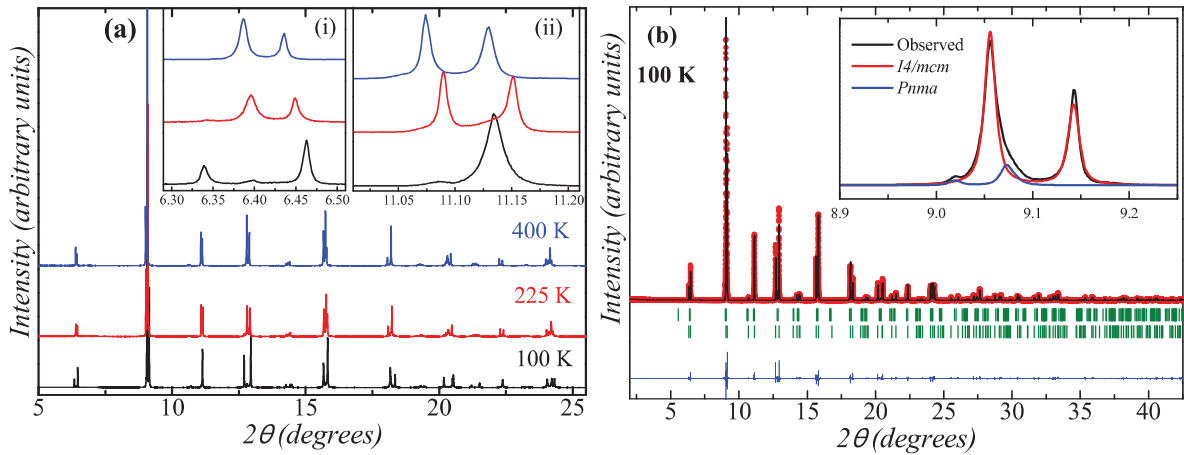 (a)
(i)
(ii)
6.30 6.35 6.40 6.45 6.50
11.05 11.10 11.15 11.20
400 K
225 K
100 K
Intensity (arbitrary units)
5 10 15 20 25
2θ (degrees)
(b)
100 K
Observed
I4/mcm
Pnma
8.9 9.0 9.1 9.2
Intensity (arbitrary units)
5 10 15 20 25 30 35 40
2θ (degrees)